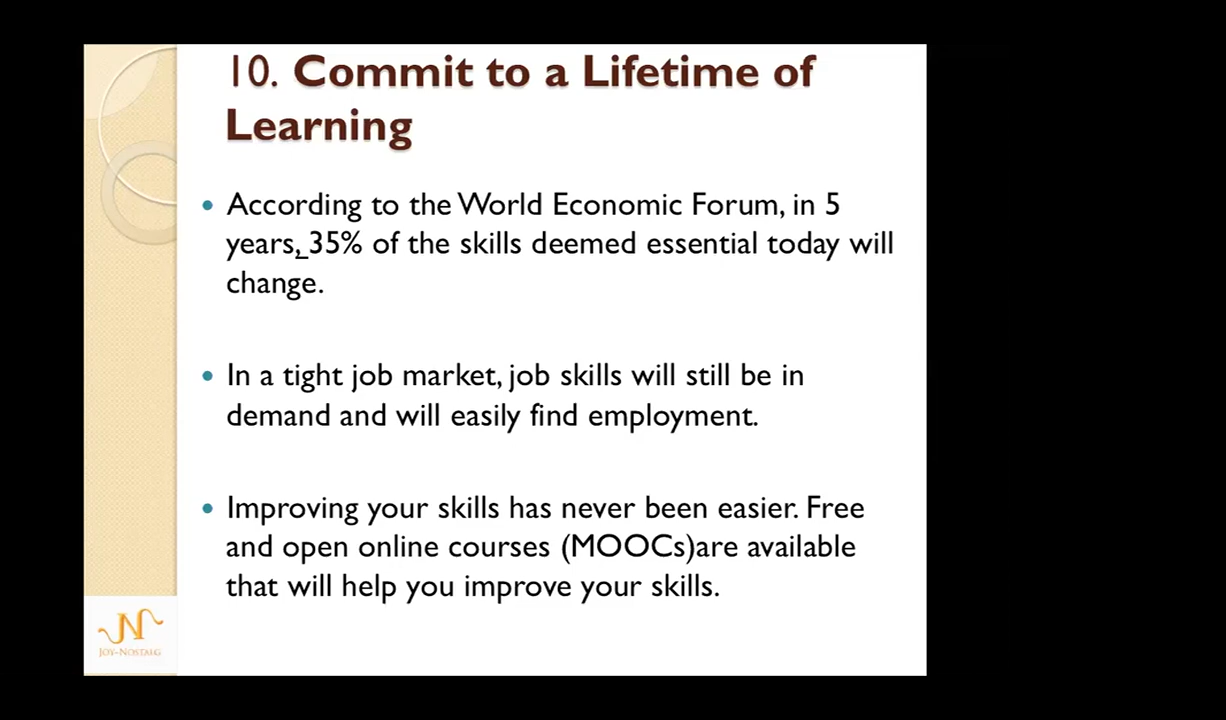 10. Commit to a Lifetime of
Learning
• According to the World Economic Forum, in 5
years, 35% of the skills deemed essential today will
change.
• In a tight job market, job skills will still be in
demand and will easily find employment.
• Improving your skills has never been easier. Free
and open online courses (MOOCs)are available
that will help you improve your skills.
JN
JOY-NOSTALG